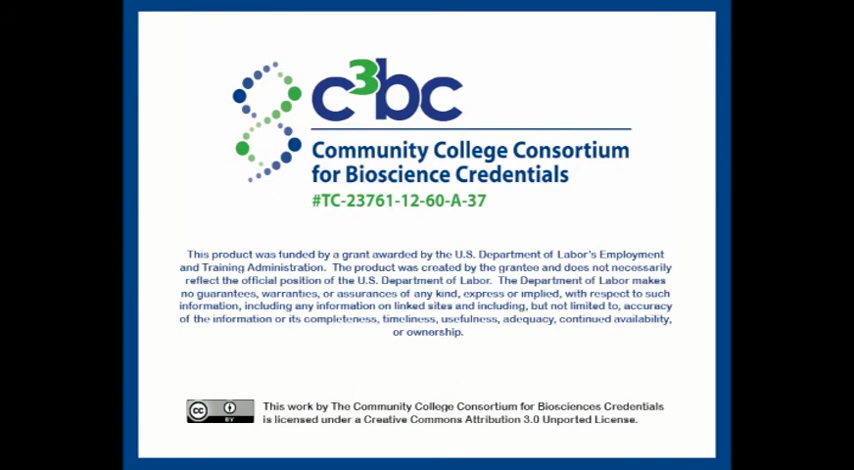 c3bc
Community College Consortium
for Bioscience Credentials
#TC-23761-12-60-A-37
This product was funded by a grant awarded by the U.S. Department of Labor's Employment
and Training Administration. The product was created by the grantee and does not necessarily
reflect the official position of the U.S. Department of Labor. The Department of Labor makes
no guarantees, warranties, or assurances of any kind, express or implied, with respect to such
information, including any information on linked sites and including, but not limited to, accuracy
of the information or its completeness, timeliness, usefulness, adequacy, continued availability,
or ownership.
cc BY
This work by The Community College Consortium for Biosciences Credentials
is licensed under a Creative Commons Attribution 3.0 Unported License.